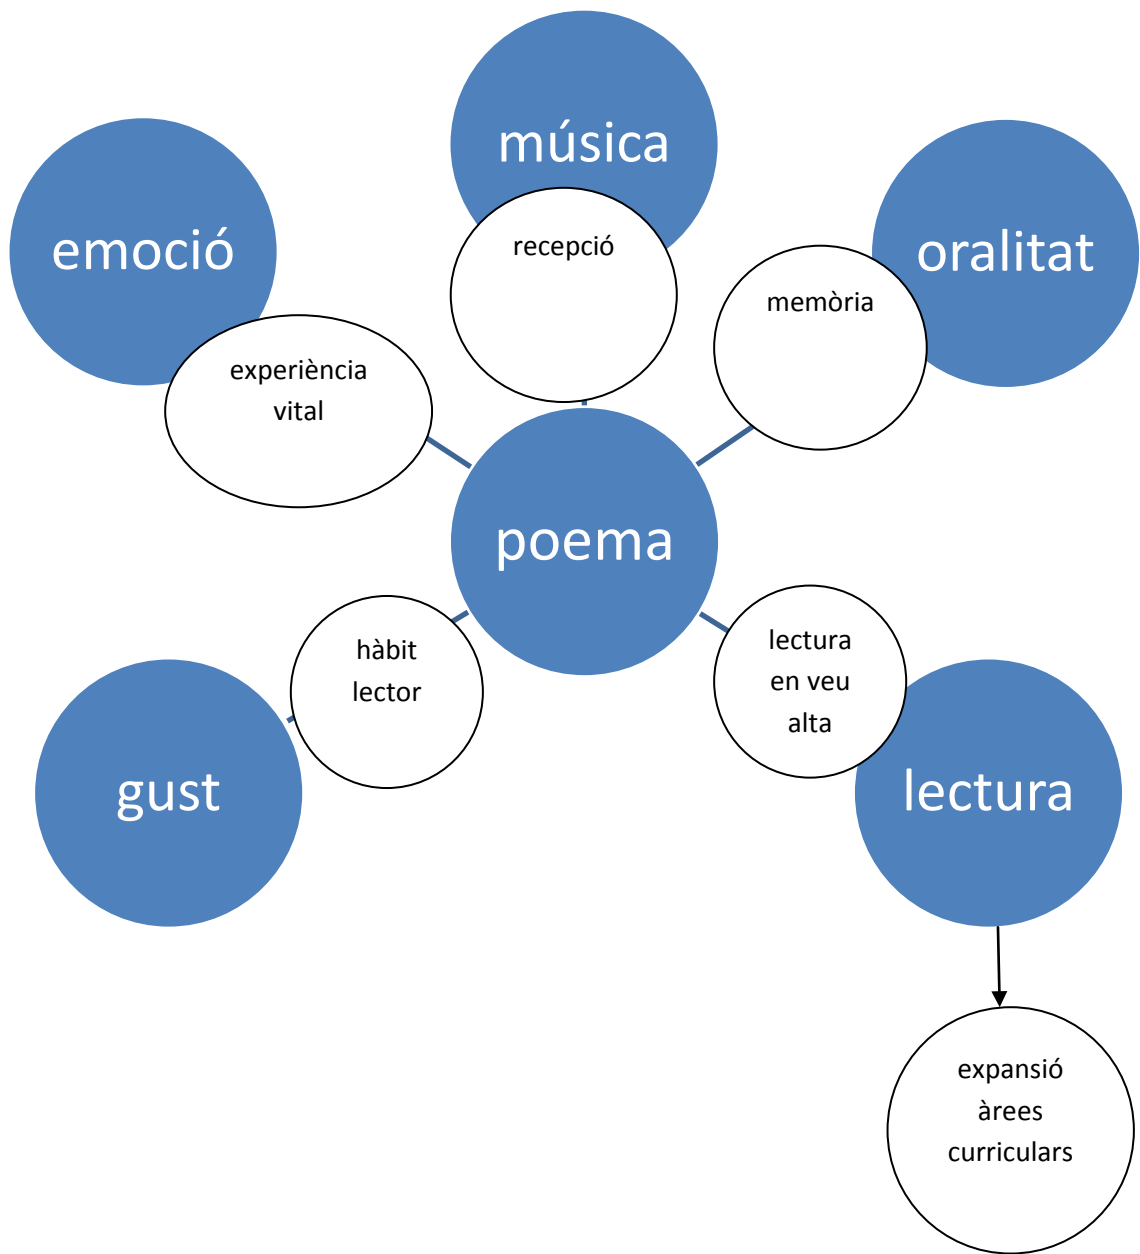 música
emoció
oralitat
recepció
memòria
experiència
vital
poema
hàbit
lector
lectura
en veu
alta
gust
lectura
expansió
àrees
curriculars